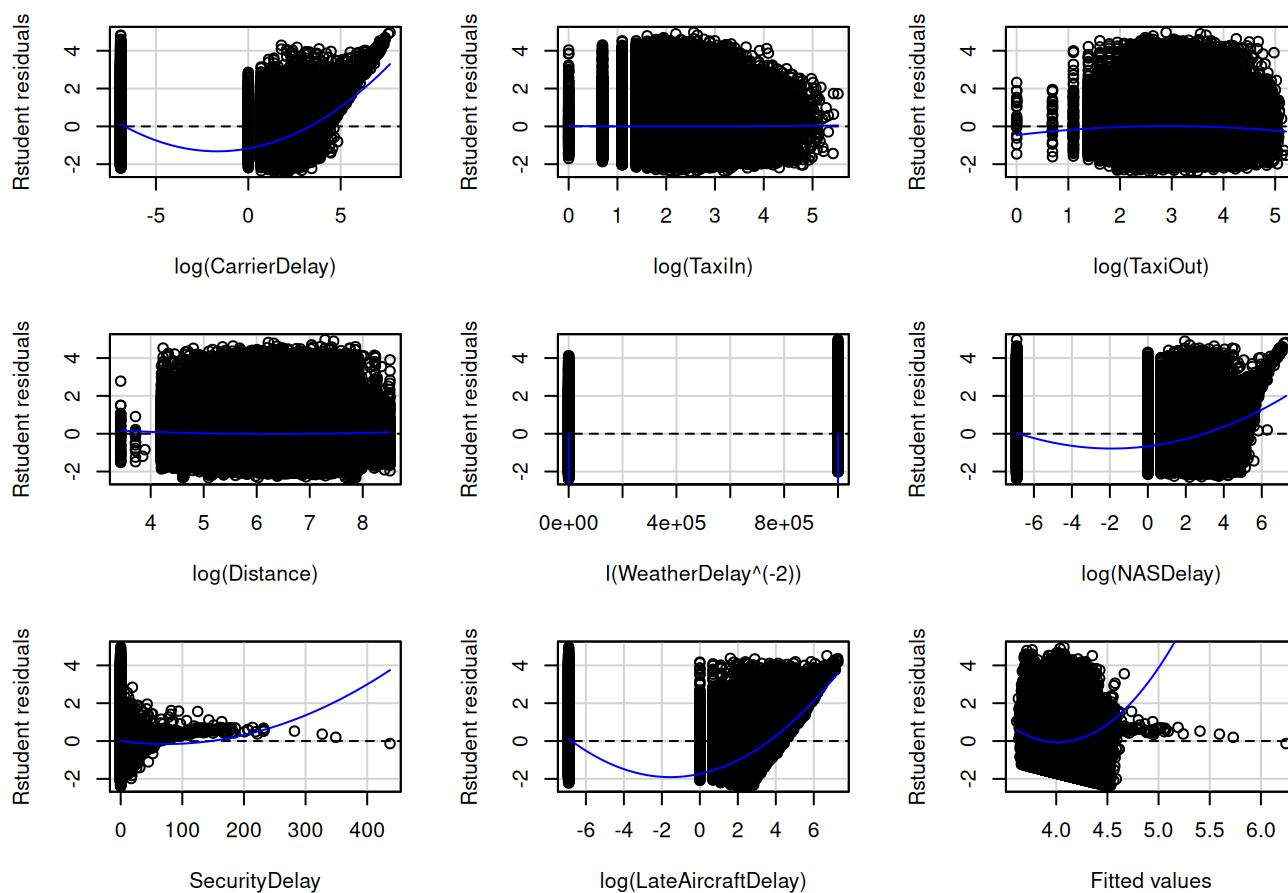 Rstudent residuals
4
2
0
-2
-5 0 5
log(CarrierDelay)
Rstudent residuals
4
2
0
-2
0 1 2 3 4 5
log(TaxiIn)
Rstudent residuals
4
2
0
-2
0 1 2 3 4 5
log(TaxiOut)
Rstudent residuals
4
2
0
-2
4 5 6 7 8
log(Distance)
Rstudent residuals
4
2
0
-2
0e+00 4e+05 8e+05
I(WeatherDelay^(-2))
Rstudent residuals
4
2
0
-2
-6 -4 -2 0 2 4 6
log(NASDelay)
Rstudent residuals
4
2
0
-2
0 100 200 300 400
SecurityDelay
Rstudent residuals
4
2
0
-2
-6 -4 -2 0 2 4 6
log(LateAircraftDelay)
Rstudent residuals
4
2
0
-2
4.0 4.5 5.0 5.5 6.0
Fitted values